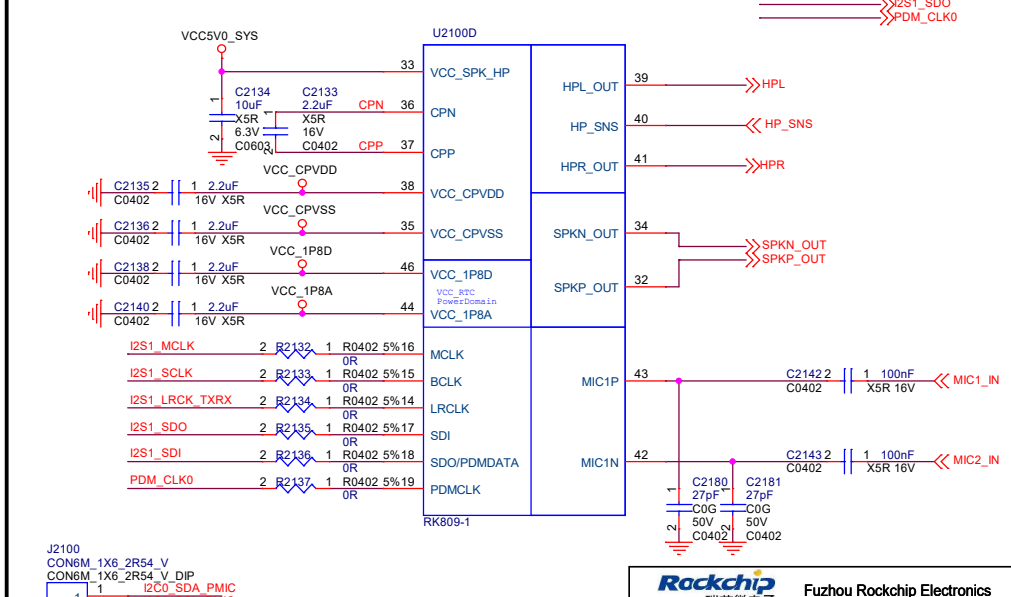 I2S1_SDO
PDM_CLK0
VCC5V0_SYS
U2100D
33 VCC_SPK_HP
C2134
10uF
X5R
6.3V
C0603
1
2
C2133
2.2uF
X5R
16V
C0402
1
2
CPN 36 CPN
CPP 37 CPP
VCC_CPVDD
C2135 2 1 2.2uF 38 VCC_CPVDD
C0402 16V X5R
VCC_CPVSS
C2136 2 1 2.2uF 35 VCC_CPVSS
C0402 16V X5R
VCC_1P8D
C2138 2 1 2.2uF 46 VCC_1P8D
C0402 16V X5R
VCC_RTC
PowerDomain
VCC_1P8A
C2140 2 1 2.2uF 44 VCC_1P8A
C0402 16V X5R
I2S1_MCLK 2 R2132 1 R0402 5% 16 MCLK
0R
I2S1_SCLK 2 R2133 1 R0402 5% 15 BCLK
0R
I2S1_LRCK_TXRX 2 R2134 1 R0402 5% 14 LRCLK
0R
I2S1_SDO 2 R2135 1 R0402 5% 17 SDI
0R
I2S1_SDI 2 R2136 1 R0402 5% 18 SDO/PDMDATA
0R
PDM_CLK0 2 R2137 1 R0402 5% 19 PDMCLK
0R
RK809-1
HPL_OUT 39 HPL
HP_SNS 40 HP_SNS
HPR_OUT 41 HPR
SPKN_OUT 34 SPKN_OUT
SPKP_OUT
SPKP_OUT 32
MIC1P 43 C2142 2 1 100nF MIC1_IN
C0402 X5R 16V
MIC1N 42 C2143 2 1 100nF MIC2_IN
C0402 X5R 16V
1 C2180 1 C2181
27pF 27pF
C0G C0G
50V 50V
2 C0402 2 C0402
J2100
CON6M_1X6_2R54_V
CON6M_1X6_2R54_V_DIP
1 1 I2C0_SDA_PMIC
Rockchip
Fuzhou Rockchip Electronics